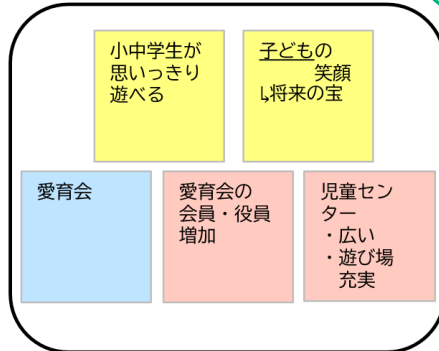 小中学生が
思いっきり
遊べる
子どもの
笑顔
↳将来の宝
愛育会
愛育会の
会員・役員
増加
児童セン
ター
・広い
・遊び場
充実